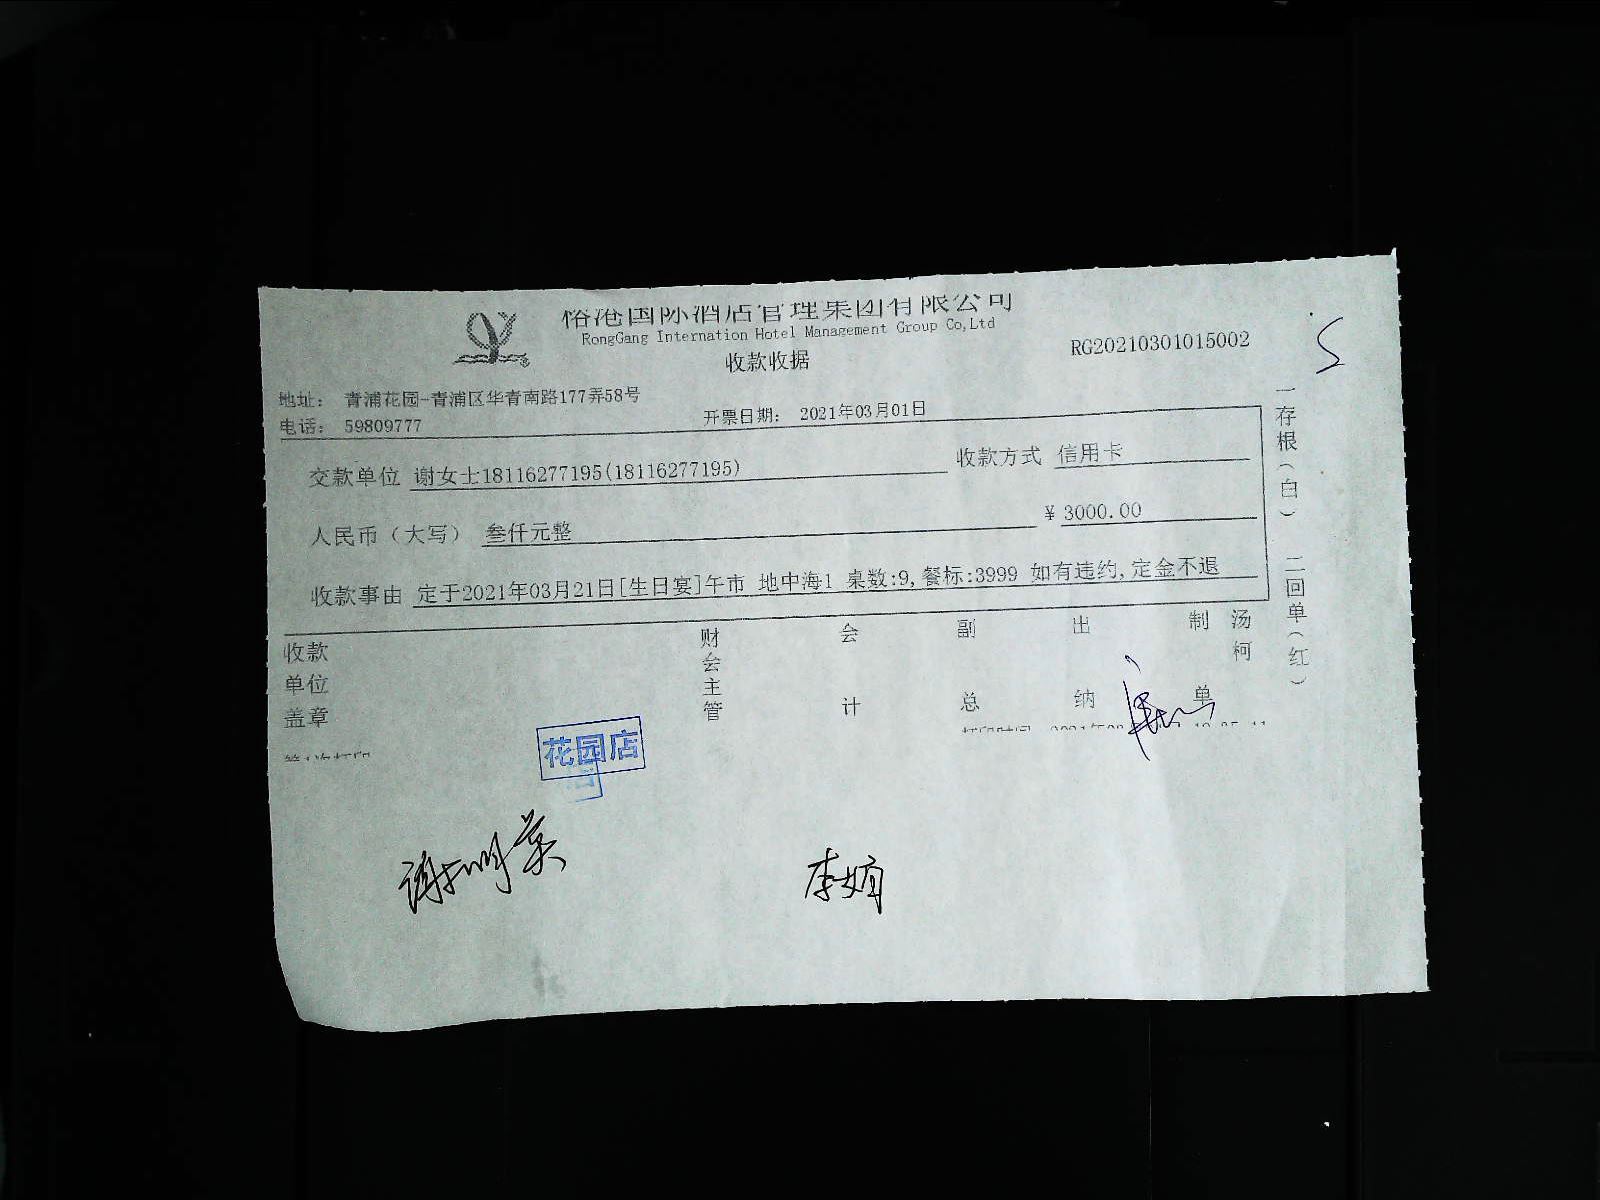 裕港国际酒店管理集团有限公司
RongGang Internation Hotel Management Group Co,Ltd
收款收据
RG20210301015002
地址： 青浦花园-青浦区华青南路177弄58号
电话： 59809777
开票日期： 2021年03月01日
交款单位 谢女士18116277195(18116277195) 收款方式 信用卡
人民币（大写） 叁仟元整 ¥ 3000.00
收款事由 定于2021年03月21日[生日宴]午市 地中海1 桌数:9,餐标:3999 如有违约,定金不退
一存根（白） 二回单（红）
收款单位盖章
财会主管
会计
副总
出纳
制单
汤柯
花园店
谢明英
李娟